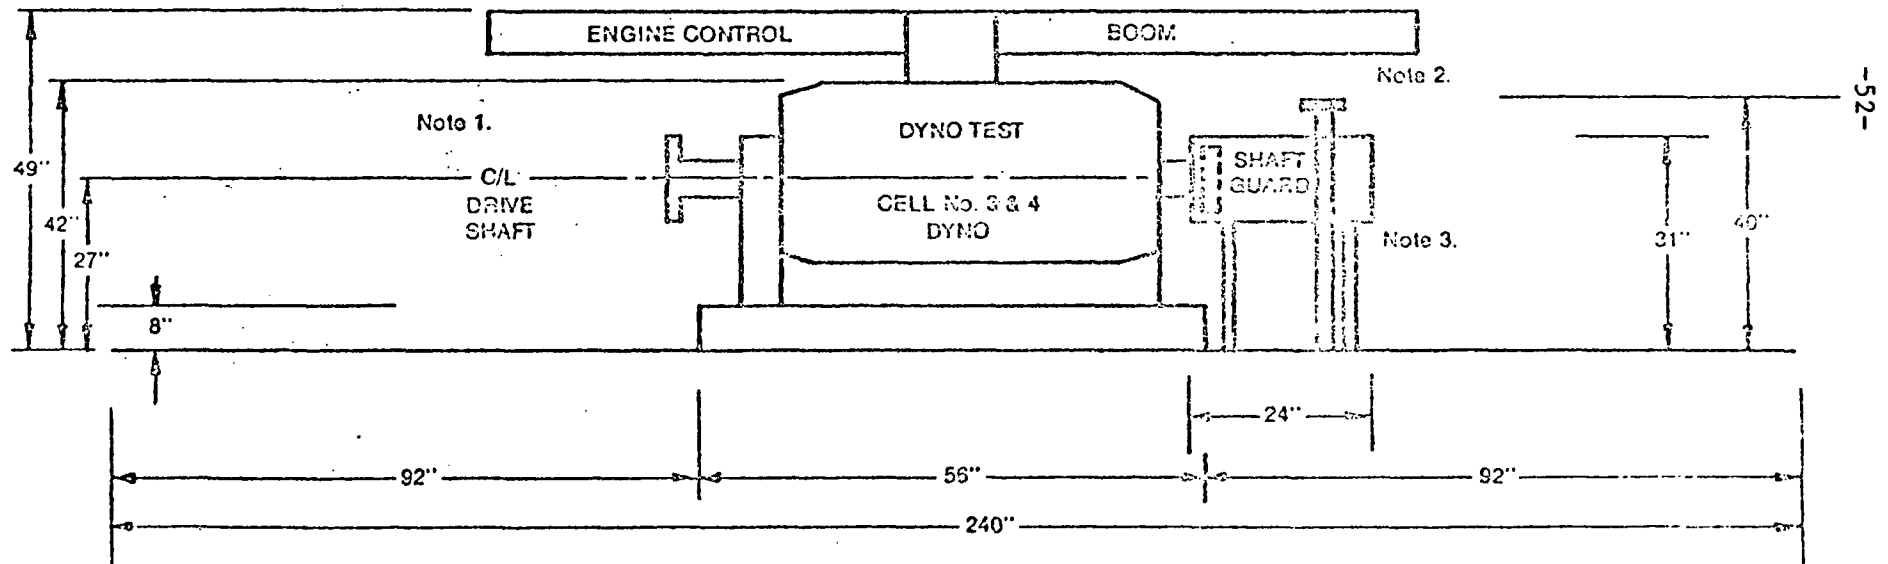 ENGINE CONTROL BOOM
Note 2.
-52-
Note 1.
DYNO TEST
49"
SHAFT
GUARD
C/L
DRIVE
SHAFT
CELL No. 3 & 4
DYNO
42"
40"
31"
Note 3.
27"
8"
24"
92"
56"
92"
240"